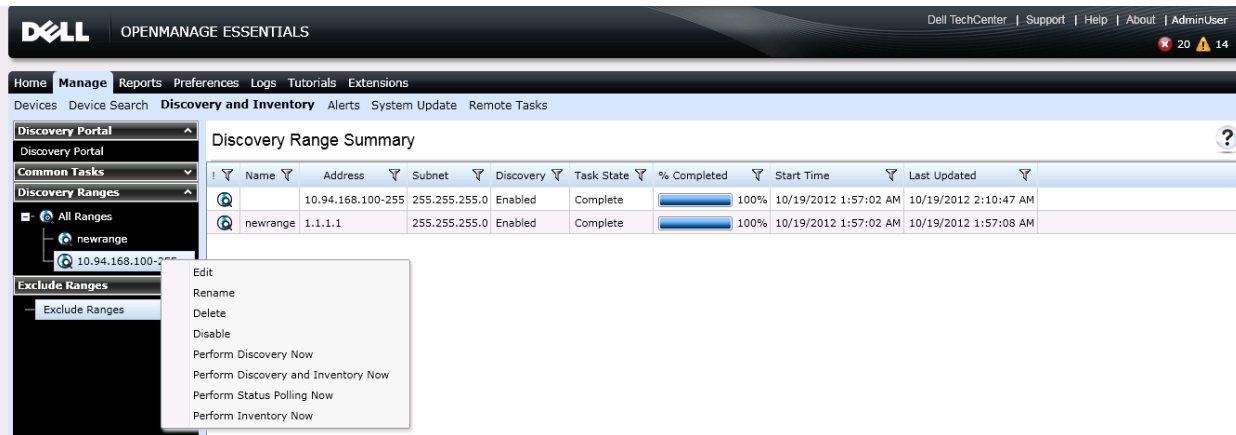 DELL OPENMANAGE ESSENTIALS
Dell TechCenter | Support | Help | About | AdminUser
20 14
Home Manage Reports Preferences Logs Tutorials Extensions
Devices Device Search Discovery and Inventory Alerts System Update Remote Tasks
Discovery Portal
Discovery Portal
Common Tasks
Discovery Ranges
All Ranges
newrange
10.94.168.100-255
Exclude Ranges
Exclude Ranges
Discovery Range Summary
?
! Name Address Subnet Discovery Task State % Completed Start Time Last Updated
10.94.168.100-255 255.255.255.0 Enabled Complete 100% 10/19/2012 1:57:02 AM 10/19/2012 2:10:47 AM
newrange 1.1.1.1 255.255.255.0 Enabled Complete 100% 10/19/2012 1:57:02 AM 10/19/2012 1:57:08 AM
Edit
Rename
Delete
Disable
Perform Discovery Now
Perform Discovery and Inventory Now
Perform Status Polling Now
Perform Inventory Now